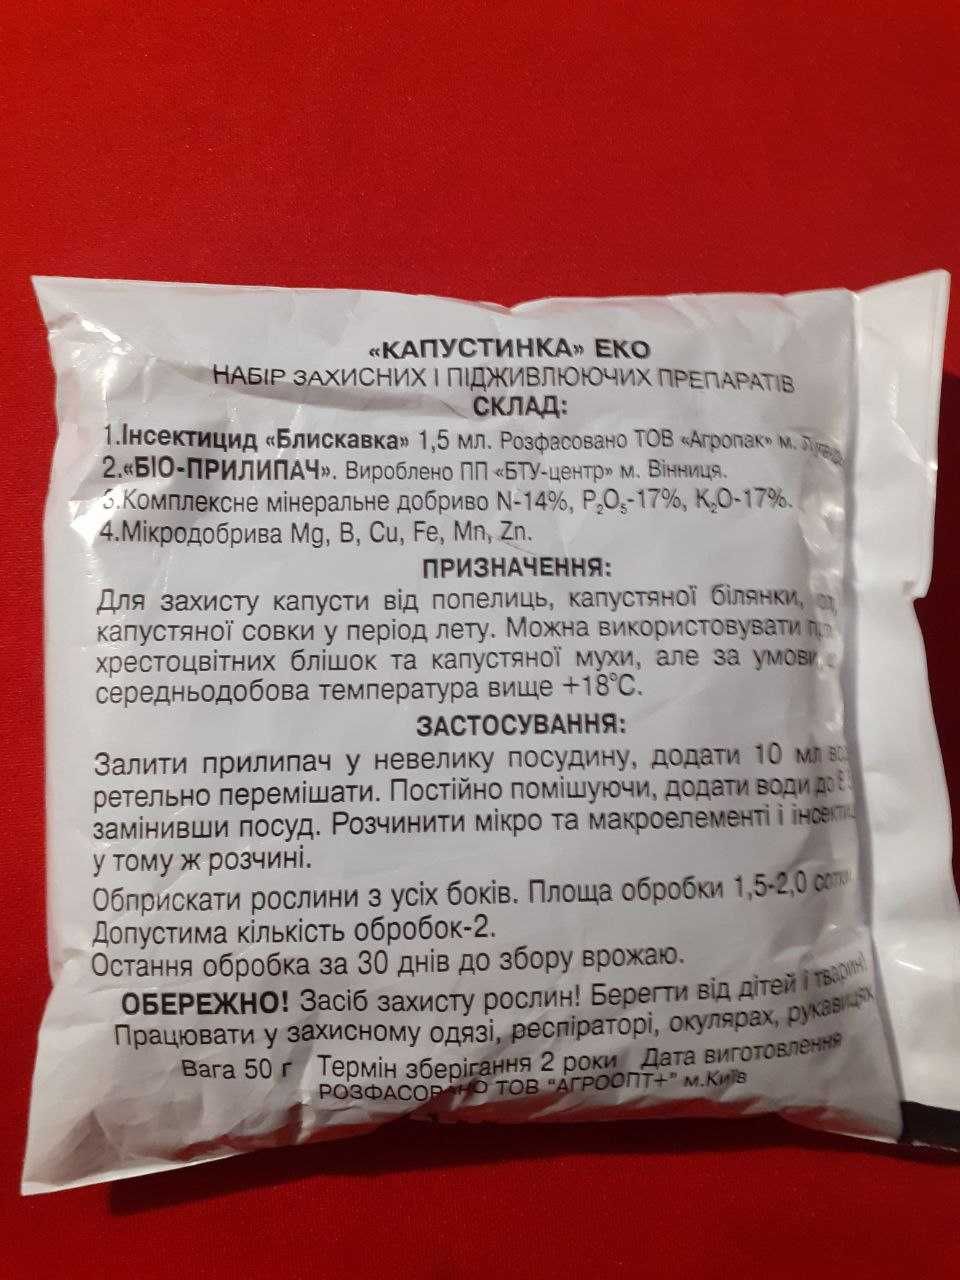 «КАПУСТИНКА» ЕКО
НАБІР ЗАХИСНИХ І ПІДЖИВЛЮЮЧИХ ПРЕПАРАТІВ
СКЛАД:
1.Інсектицид «Блискавка» 1,5 мл. Розфасовано ТОВ «Агропак» м.
2.«БІО-ПРИЛИПАЧ». Вироблено ПП «БТУ-центр» м. Вінниця.
3.Комплексне мінеральне добриво N-14%, P₂O₅-17%, K₂O-17%.
4.Мікродобрива Mg, B, Cu, Fe, Mn, Zn.
ПРИЗНАЧЕННЯ:
Для захисту капусти від попелиць, капустяної білянки,
капустяної совки у період лету. Можна використовувати
хрестоцвітних блішок та капустяної мухи, але за умови,
середньодобова температура вище +18°С.
ЗАСТОСУВАННЯ:
Залити прилипач у невелику посудину, додати 10 мл
ретельно перемішати. Постійно помішуючи, додати води до
замінивши посуд. Розчинити мікро та макроелементі і
у тому ж розчині.
Обприскати рослини з усіх боків. Площа обробки 1,5-2,0
Допустима кількість обробок-2.
Остання обробка за 30 днів до збору врожаю.
ОБЕРЕЖНО! Засіб захисту рослин! Берегти від дітей і тварин!
Працювати у захисному одязі, респіраторі, окулярах, рукавицях
Вага 50 г Термін зберігання 2 роки Дата виготовлення
РОЗФАСОВАНО ТОВ "АГРООПТ+" м.Київ